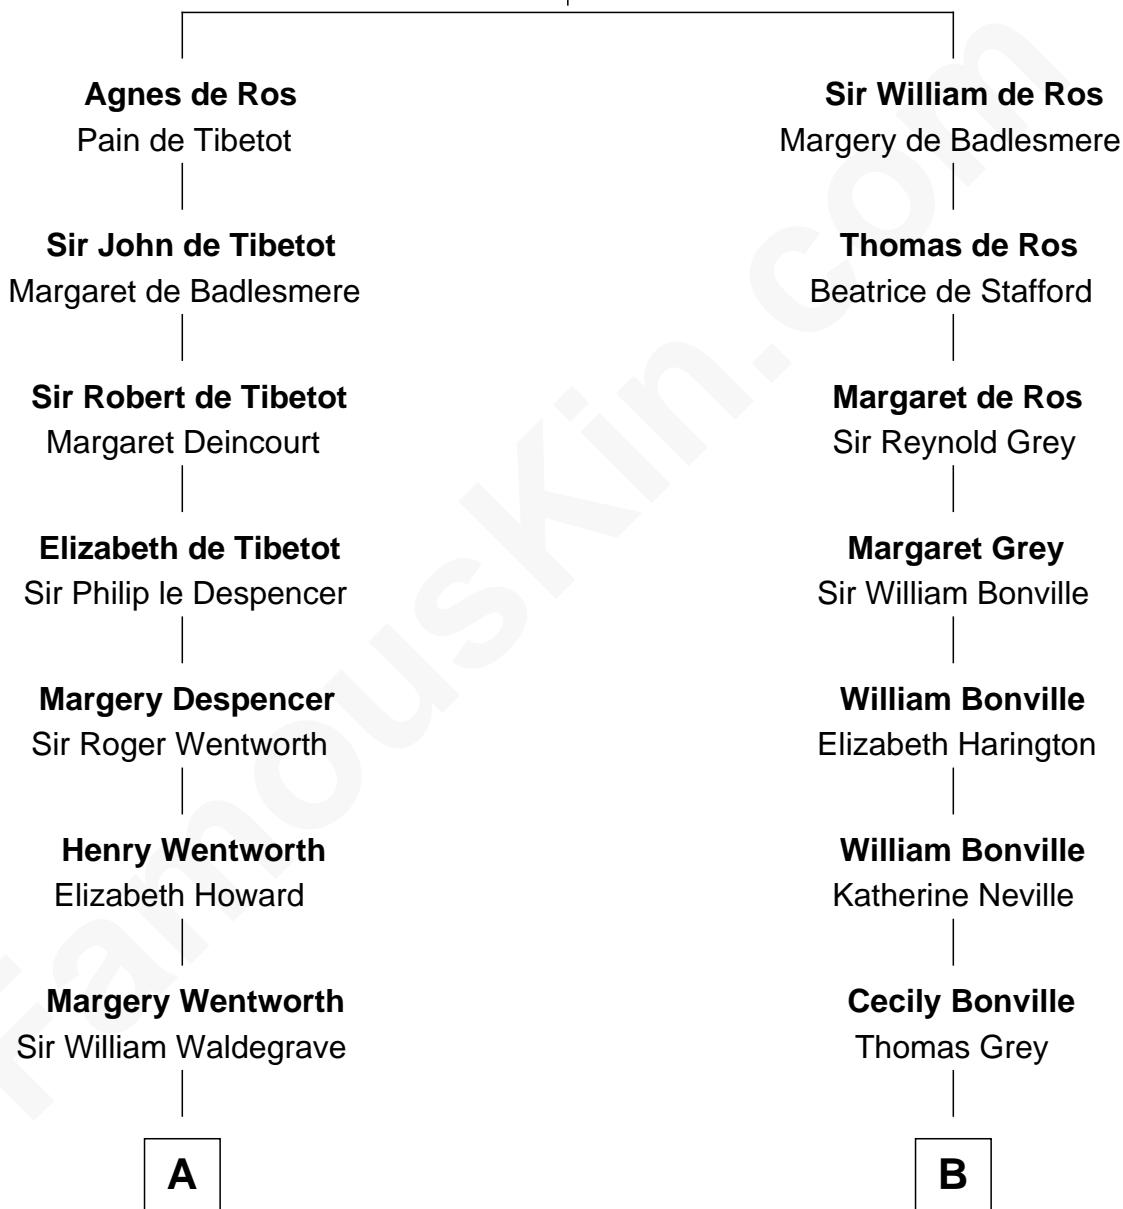 Agnes de Ros
Pain de Tibetot
Sir William de Ros
Margery de Badlesmere
Sir John de Tibetot
Margaret de Badlesmere
Thomas de Ros
Beatrice de Stafford
Sir Robert de Tibetot
Margaret Deincourt
Margaret de Ros
Sir Reynold Grey
Elizabeth de Tibetot
Sir Philip le Despencer
Margaret Grey
Sir William Bonville
Margery Despencer
Sir Roger Wentworth
William Bonville
Elizabeth Harington
Henry Wentworth
Elizabeth Howard
William Bonville
Katherine Neville
Margery Wentworth
Sir William Waldegrave
Cecily Bonville
Thomas Grey
A
B
FamousKin.com